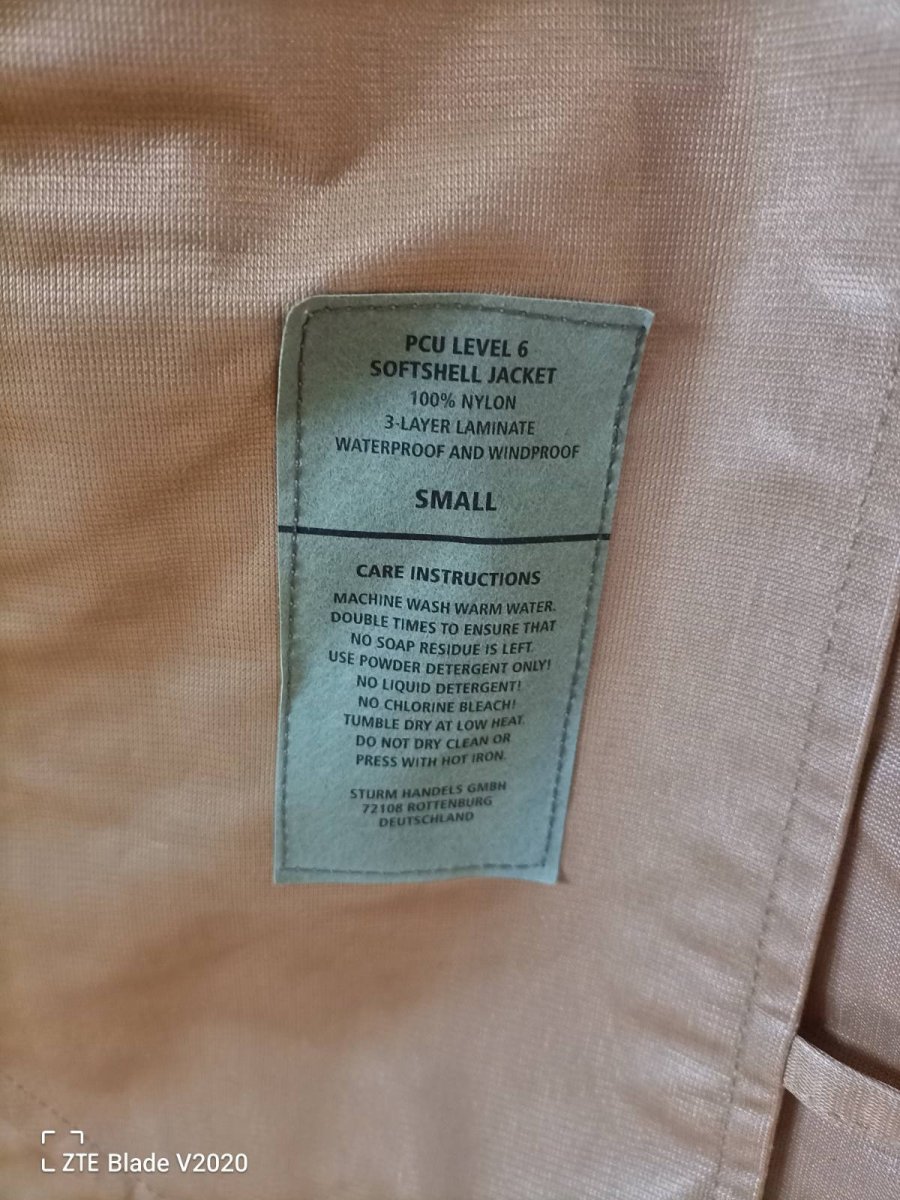 PCU LEVEL 6
SOFTSHELL JACKET
100% NYLON
3-LAYER LAMINATE
WATERPROOF AND WINDPROOF
SMALL
CARE INSTRUCTIONS
MACHINE WASH WARM WATER.
DOUBLE TIMES TO ENSURE THAT
NO SOAP RESIDUE IS LEFT.
USE POWDER DETERGENT ONLY!
NO LIQUID DETERGENT!
NO CHLORINE BLEACH!
TUMBLE DRY AT LOW HEAT.
DO NOT DRY CLEAN OR
PRESS WITH HOT IRON.
STURM HANDELS GMBH
72108 ROTTENBURG
DEUTSCHLAND
ZTE Blade V2020